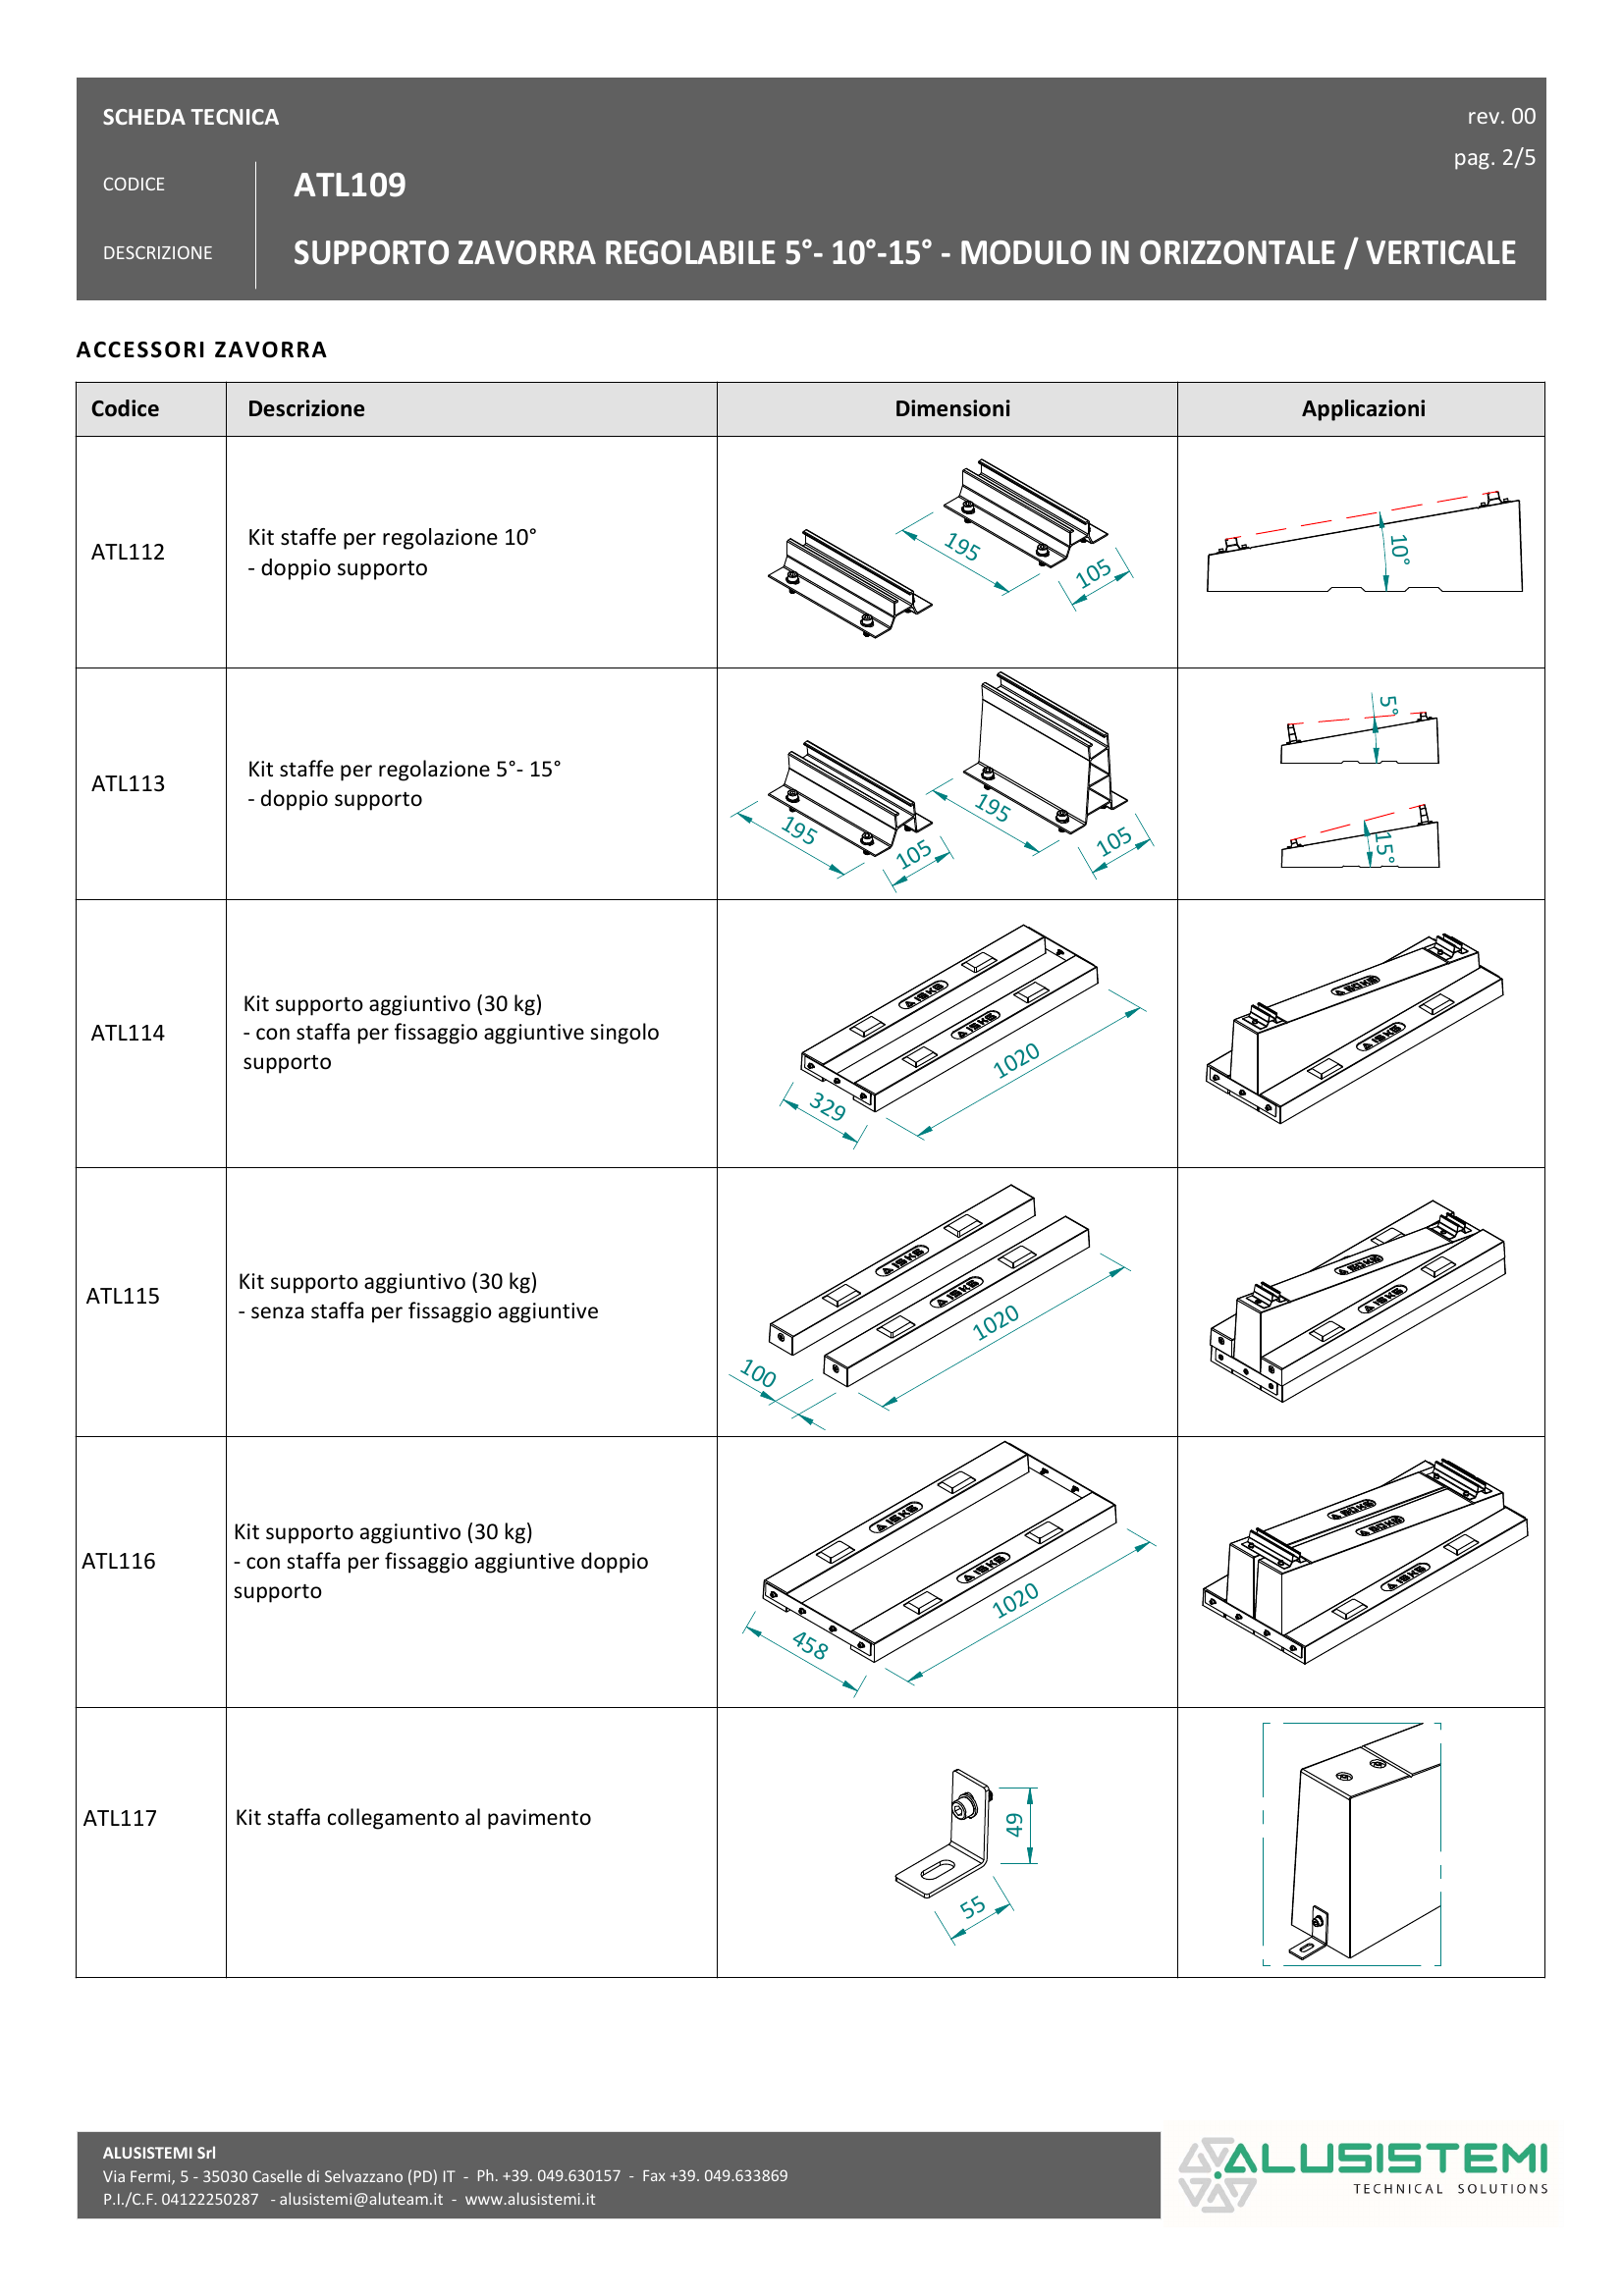 SCHEDA TECNICA
rev. 00
pag. 2/5
CODICE
ATL109
DESCRIZIONE
SUPPORTO ZAVORRA REGOLABILE 5°- 10°-15° - MODULO IN ORIZZONTALE / VERTICALE
ACCESSORI ZAVORRA
Codice Descrizione Dimensioni Applicazioni
ATL112
Kit staffe per regolazione 10°
- doppio supporto
195
105
10°
ATL113
Kit staffe per regolazione 5°- 15°
- doppio supporto
195
105
195
105
5°
15°
ATL114
Kit supporto aggiuntivo (30 kg)
- con staffa per fissaggio aggiuntive singolo
supporto
329
1020
ATL115
Kit supporto aggiuntivo (30 kg)
- senza staffa per fissaggio aggiuntive
100
1020
ATL116
Kit supporto aggiuntivo (30 kg)
- con staffa per fissaggio aggiuntive doppio
supporto
458
1020
ATL117
Kit staffa collegamento al pavimento
49
55
ALUSISTEMI Srl
Via Fermi, 5 - 35030 Caselle di Selvazzano (PD) IT - Ph. +39. 049.630157 - Fax +39. 049.633869
P.I./C.F. 04122250287 - alusistemi@aluteam.it - www.alusistemi.it
ALUSISTEMI
TECHNICAL SOLUTIONS